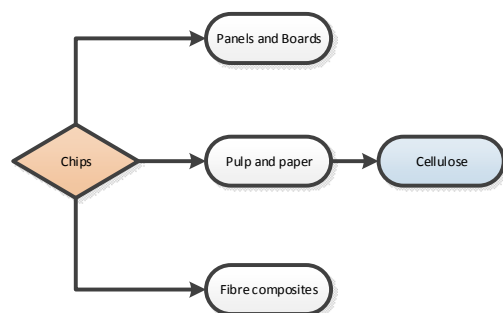 Panels and Boards
Chips
Pulp and paper
Cellulose
Fibre composites